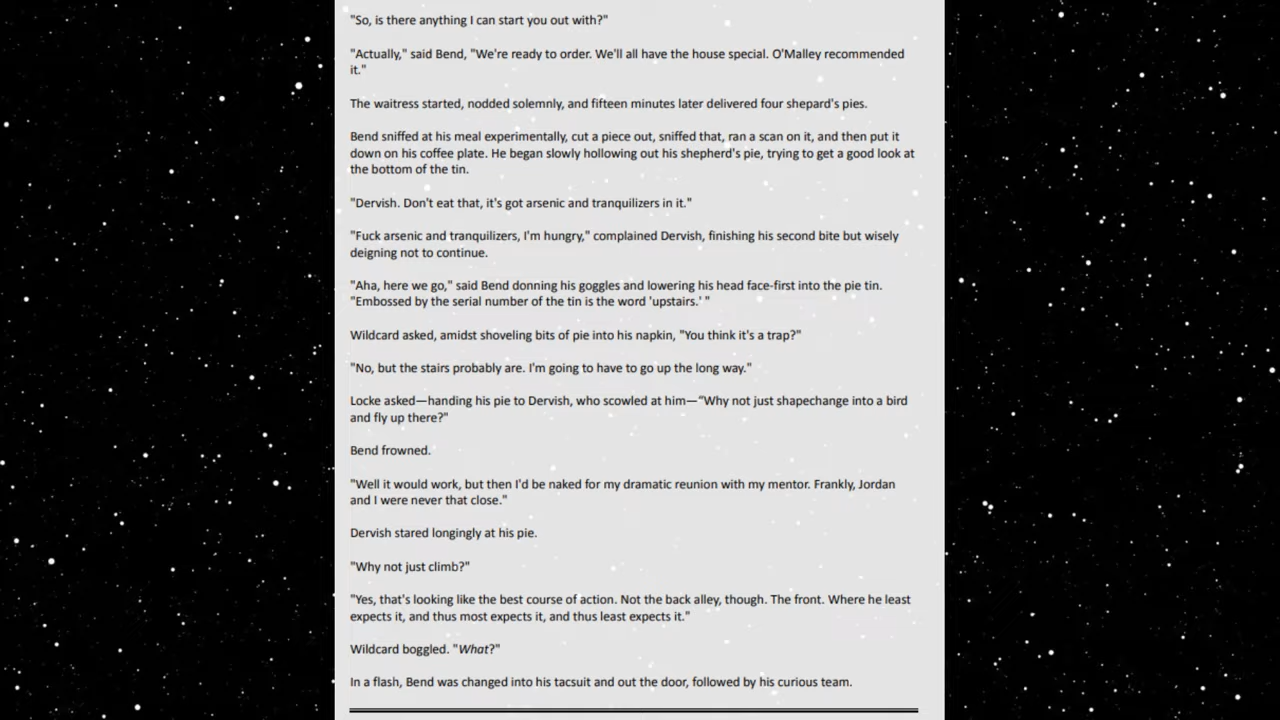 "So, is there anything I can start you out with?"
"Actually," said Bend, "We're ready to order. We'll all have the house special. O'Malley recommended
it."
The waitress started, nodded solemnly, and fifteen minutes later delivered four shepard's pies.
Bend sniffed at his meal experimentally, cut a piece out, sniffed that, ran a scan on it, and then put it
down on his coffee plate. He began slowly hollowing out his shepherd's pie, trying to get a good look at
the bottom of the tin.
"Dervish. Don't eat that, it's got arsenic and tranquilizers in it."
"Fuck arsenic and tranquilizers, I'm hungry," complained Dervish, finishing his second bite but wisely
deigning not to continue.
"Aha, here we go," said Bend donning his goggles and lowering his head face-first into the pie tin.
"Embossed by the serial number of the tin is the word 'upstairs.' "
Wildcard asked, amidst shoveling bits of pie into his napkin, "You think it's a trap?"
"No, but the stairs probably are. I'm going to have to go up the long way."
Locke asked—handing his pie to Dervish, who scowled at him—"Why not just shapechange into a bird
and fly up there?"
Bend frowned.
"Well it would work, but then I'd be naked for my dramatic reunion with my mentor. Frankly, Jordan
and I were never that close."
Dervish stared longingly at his pie.
"Why not just climb?"
"Yes, that's looking like the best course of action. Not the back alley, though. The front. Where he least
expects it, and thus most expects it, and thus least expects it."
Wildcard boggled. "What?"
In a flash, Bend was changed into his tacsuit and out the door, followed by his curious team.